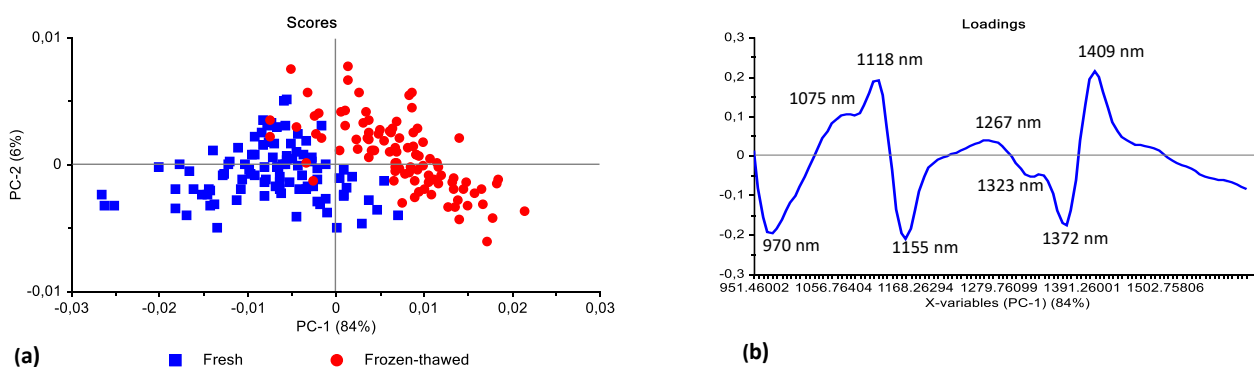 Scores
0,01
0
-0,01
-0,03
-0,02
-0,01
0
0,01
0,02
0,03
PC-2 (6%)
PC-1 (84%)
(a)
Fresh
Frozen-thawed
Loadings
0,3
0,2
0,1
0
-0,1
-0,2
-0,3
1118 nm
1409 nm
1075 nm
1267 nm
1323 nm
970 nm
1155 nm
1372 nm
951.46002 1056.76404 1168.26294 1279.76099 1391.26001 1502.75806
X-variables (PC-1) (84%)
(b)